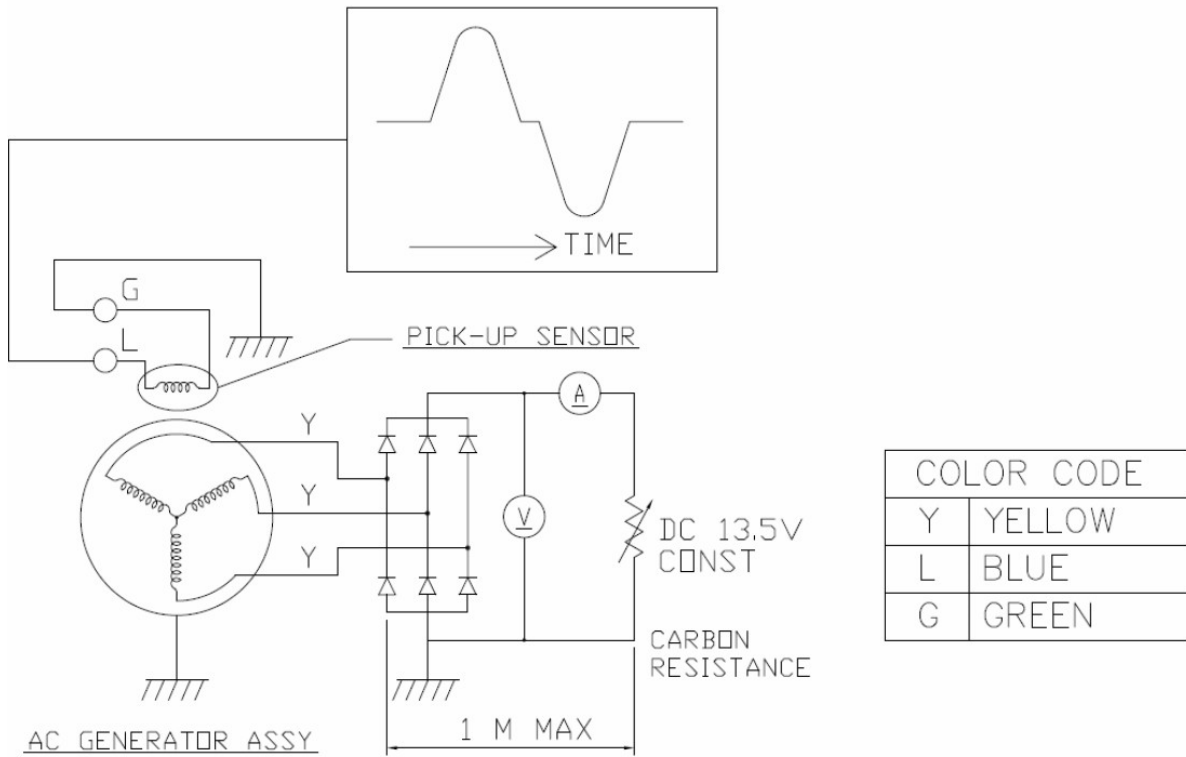 TIME
G
L
PICK-UP SENSOR
A
Y
Y
Y
V
DC 13.5V
CONST
CARBON
RESISTANCE
1 M MAX
AC GENERATOR ASSY
COLOR CODE
Y YELLOW
L BLUE
G GREEN